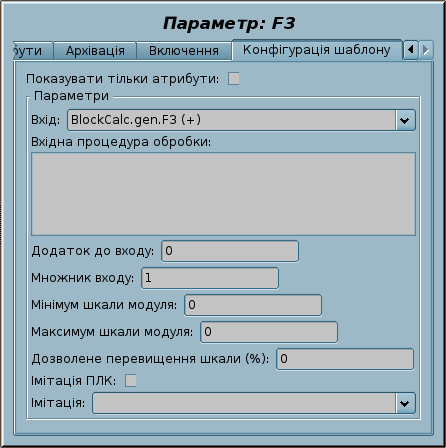 Параметр: F3
Архівація
Включення
Конфігурація шаблону
Показувати тільки атрибути:
Параметри
Вхід: BlockCalc.gen.F3 (+)
Вхідна процедура обробки:
Додаток до входу: 0
Множник входу: 1
Мінімум шкали модуля: 0
Максимум шкали модуля: 0
Дозволене перевищення шкали (%): 0
Імітація ПЛК:
Імітація: